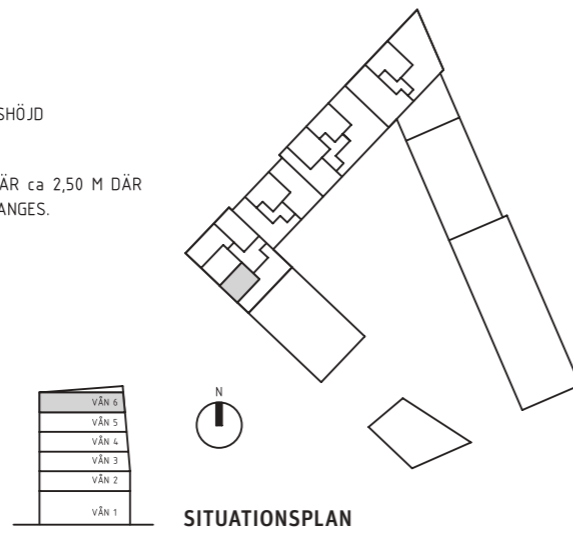 SHÖJD
ÄR ca 2,50 M DÄR
ANGES.
N
VÅN 6
VÅN 5
VÅN 4
VÅN 3
VÅN 2
VÅN 1
SITUATIONSPLAN